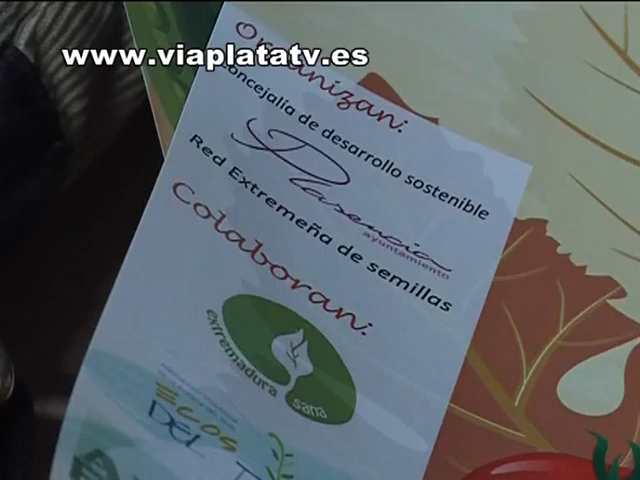 www.viaplatatv.es
Organizan:
Concejalía de desarrollo sostenible
Plasencia
ayuntamiento
Red Extremeña de semillas
Colaboran:
extremadura sana
ECOS
DEL